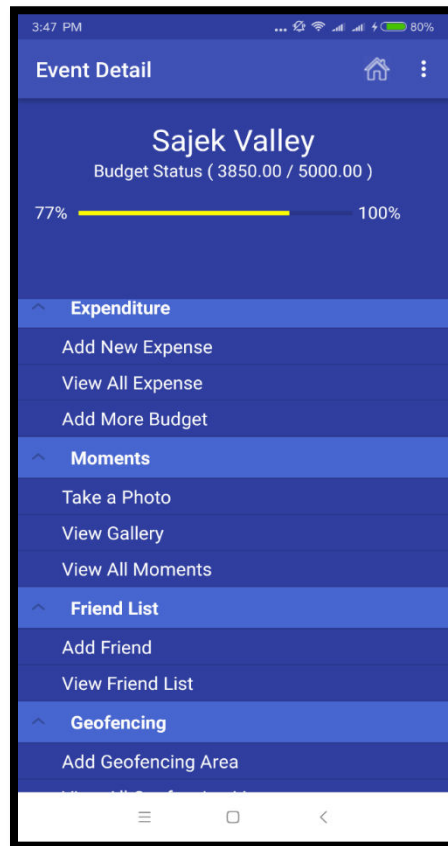 3:47 PM ... 80%
Event Detail
Sajek Valley
Budget Status ( 3850.00 / 5000.00 )
77% 100%
Expenditure
Add New Expense
View All Expense
Add More Budget
Moments
Take a Photo
View Gallery
View All Moments
Friend List
Add Friend
View Friend List
Geofencing
Add Geofencing Area